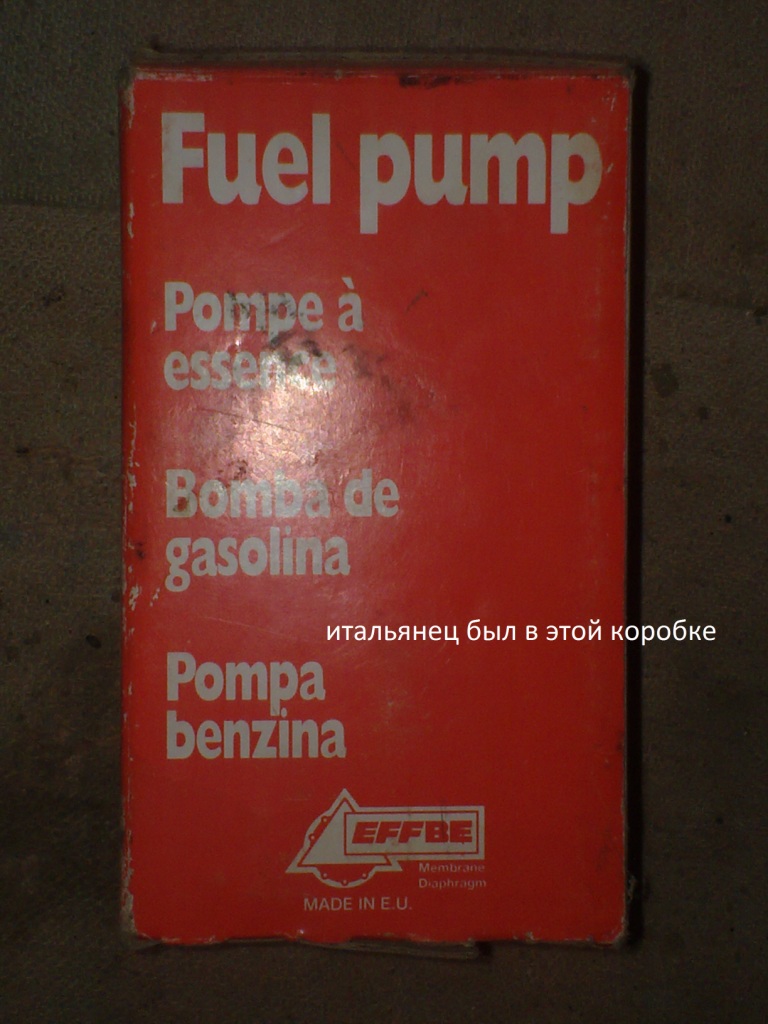 Fuel pump
Pompe à
essence
Bomba de
gasolina
итальянец был в этой коробке
Pompa
benzina
EFFBE
Membrane
Diaphragm
MADE IN E.U.